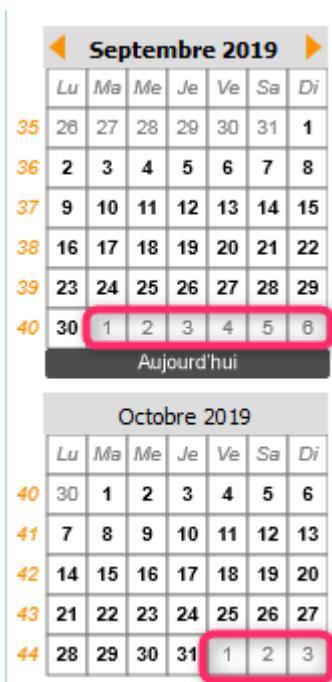 Septembre 2019
Lu Ma Me Je Ve Sa Di
35 26 27 28 29 30 31 1
36 2 3 4 5 6 7 8
37 9 10 11 12 13 14 15
38 16 17 18 19 20 21 22
39 23 24 25 26 27 28 29
40 30 1 2 3 4 5 6
Aujourd'hui
Octobre 2019
Lu Ma Me Je Ve Sa Di
40 30 1 2 3 4 5 6
41 7 8 9 10 11 12 13
42 14 15 16 17 18 19 20
43 21 22 23 24 25 26 27
44 28 29 30 31 1 2 3